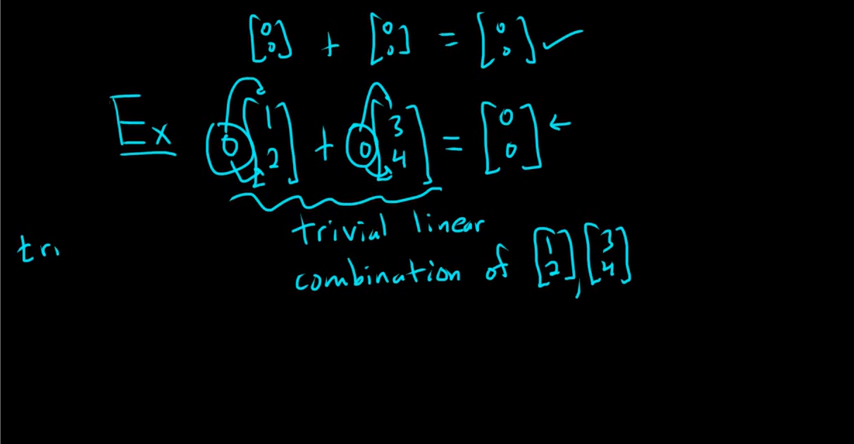 [0 0] + [0 0] = [0 0] ✓
Ex 0[1 2] + 0[3 4] = [0 0] ←
trivial linear
combination of [1 2], [3 4]
tri